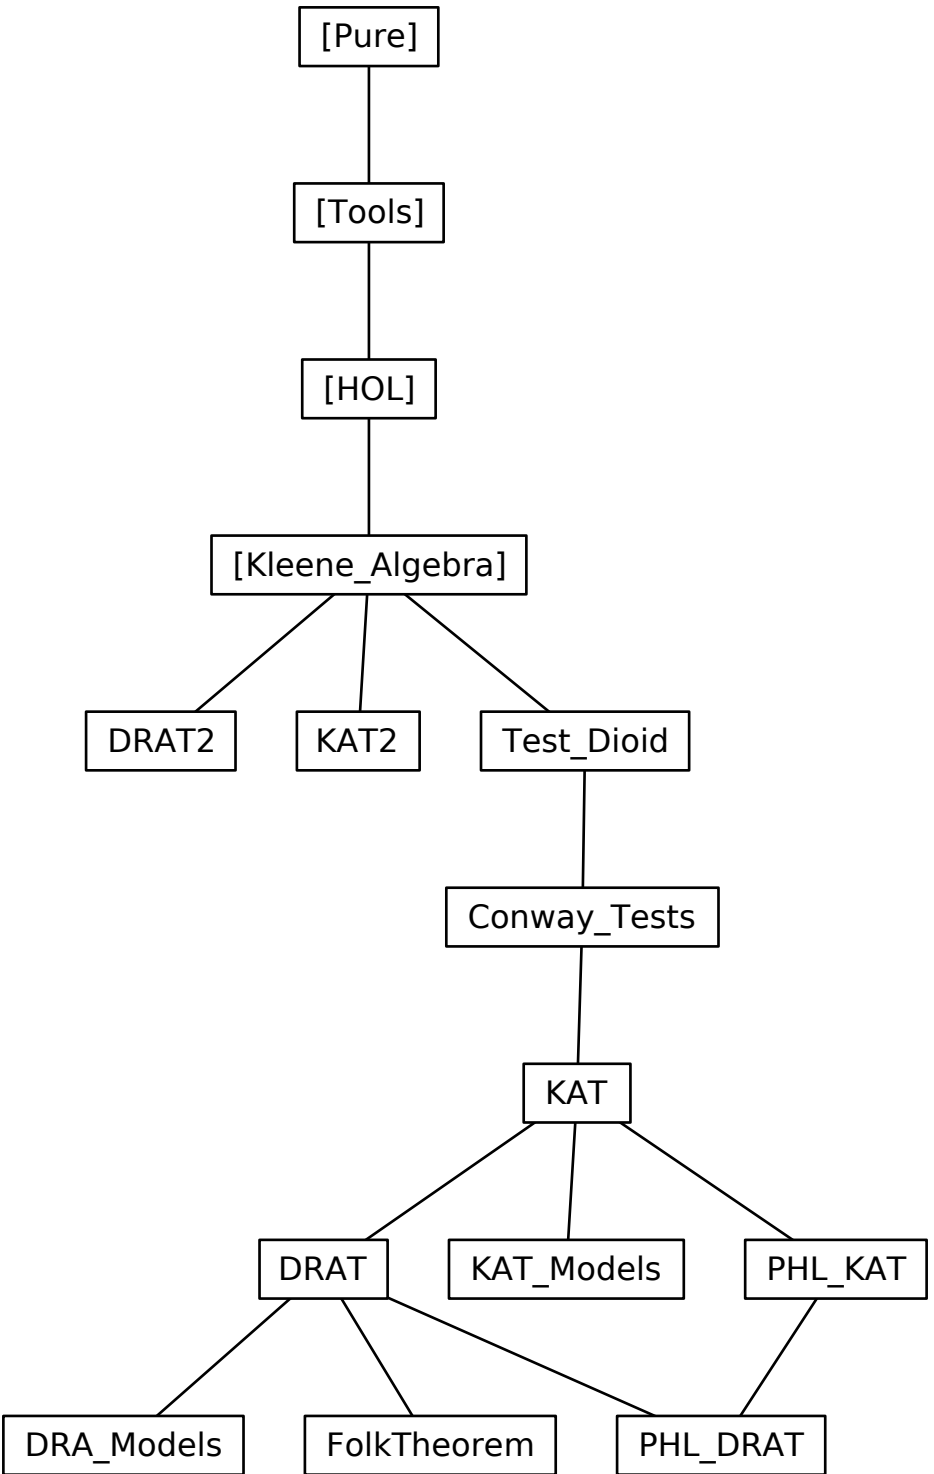 [Pure]
[Tools]
[HOL]
[Kleene_Algebra]
DRAT2
KAT2
Test_Dioid
Conway_Tests
KAT
DRAT
KAT_Models
PHL_KAT
DRA_Models
FolkTheorem
PHL_DRAT